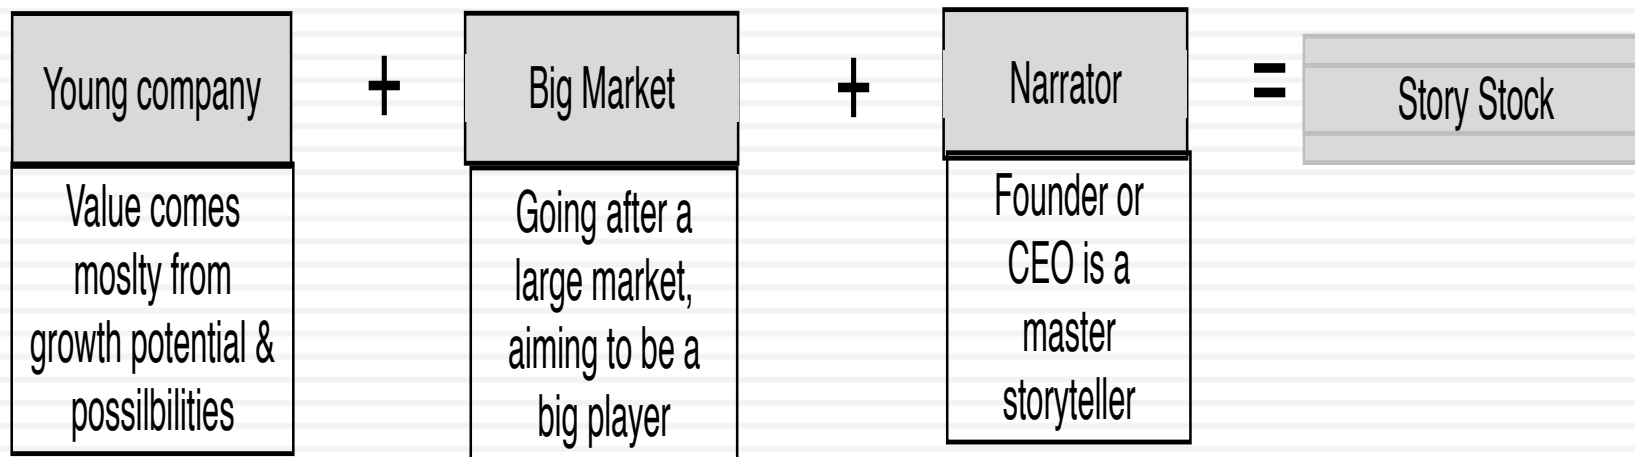 Young company
+
Big Market
+
Narrator
=
Story Stock
Value comes
moslty from
growth potential &
possilbilities
Going after a
large market,
aiming to be a
big player
Founder or
CEO is a
master
storyteller